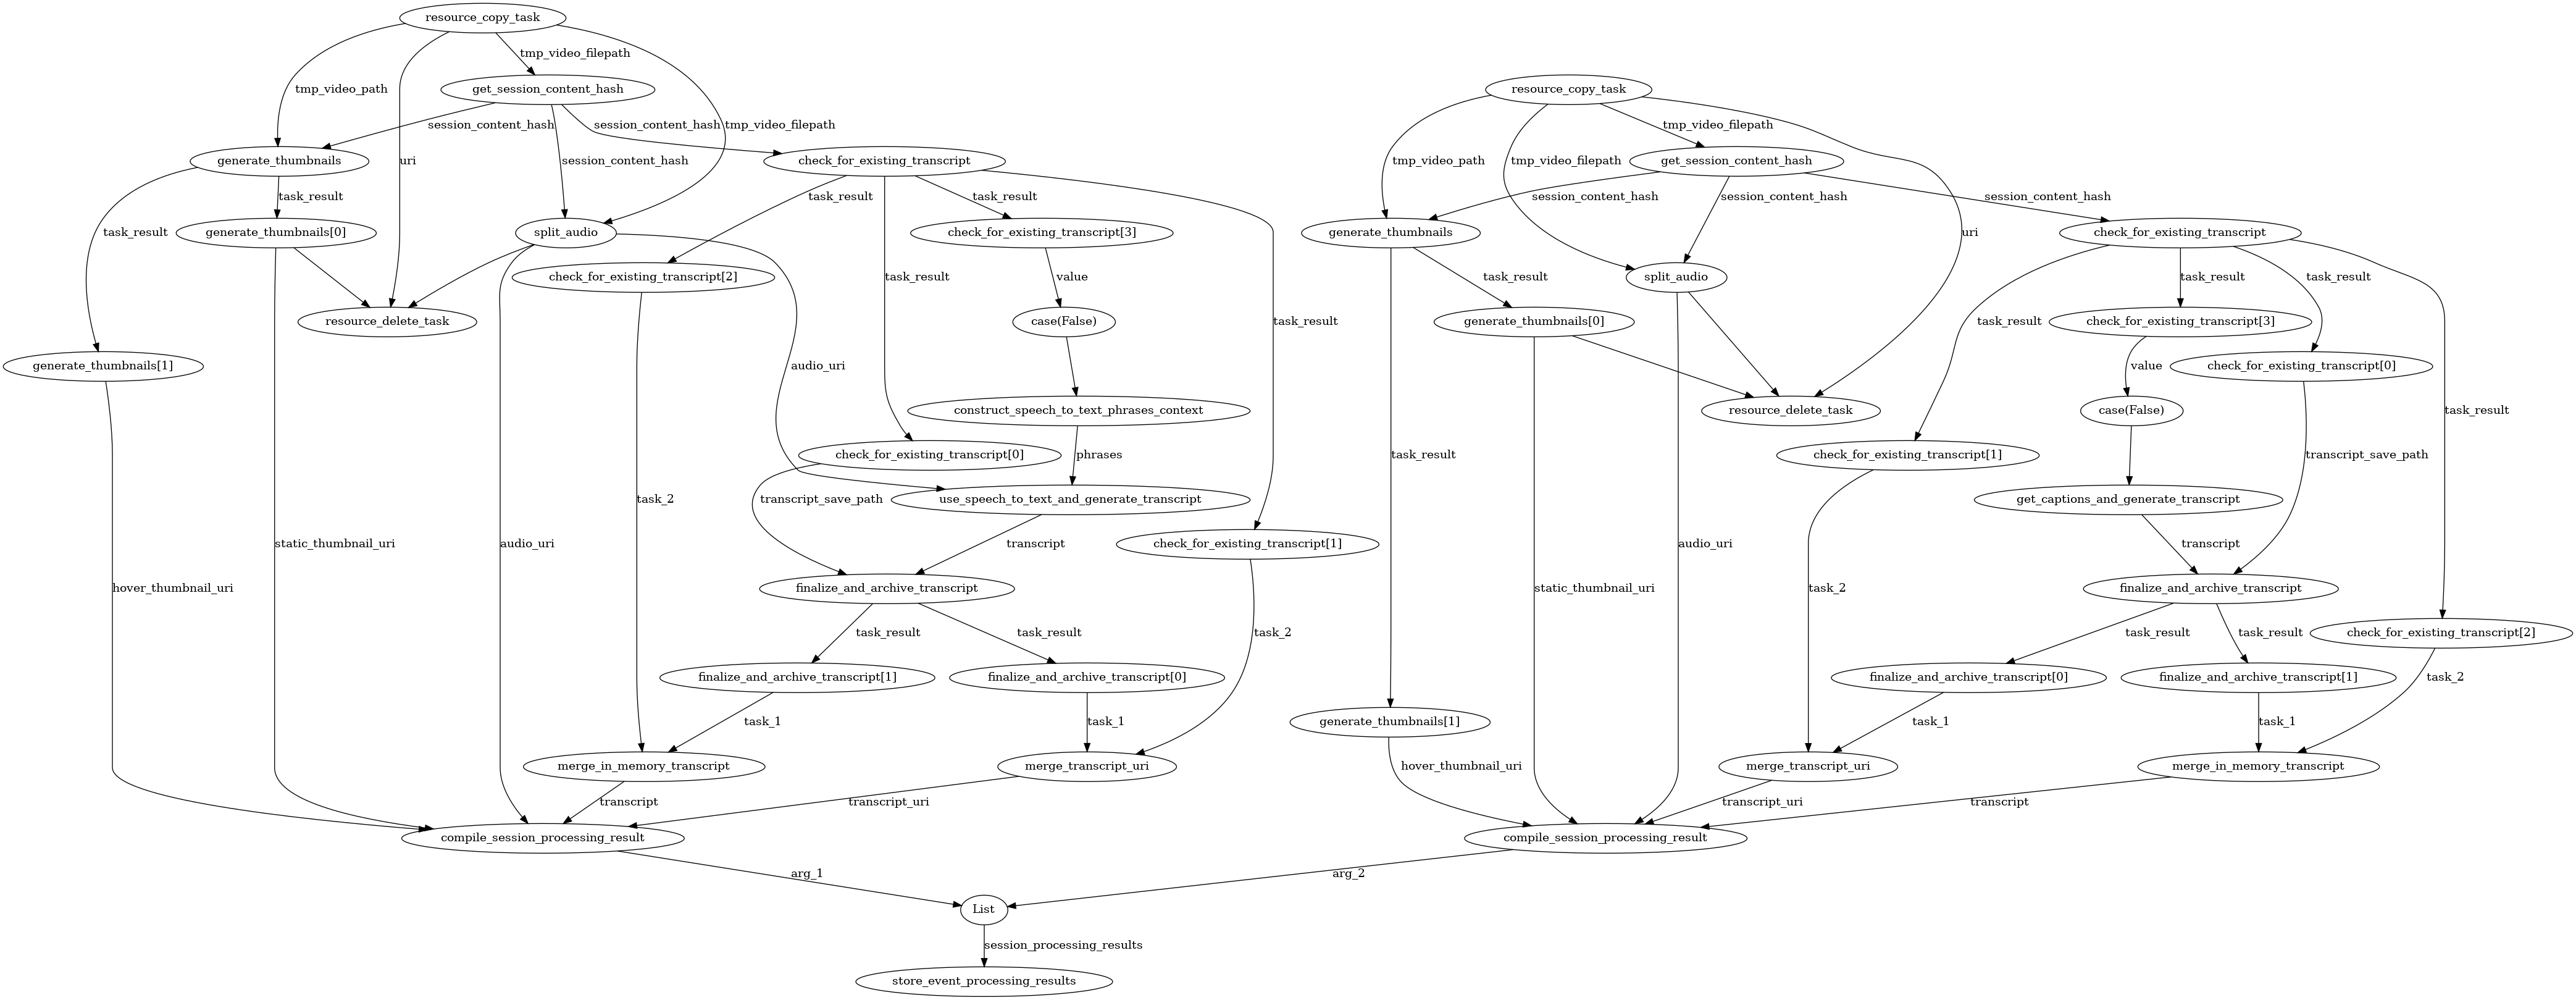 resource_copy_task
tmp_video_filepath
tmp_video_path
get_session_content_hash
resource_copy_task
session_content_hash
session_content_hash
tmp_video_filepath
tmp_video_filepath
generate_thumbnails
uri
session_content_hash
check_for_existing_transcript
tmp_video_path
tmp_video_filepath
get_session_content_hash
task_result
task_result
task_result
session_content_hash
session_content_hash
session_content_hash
task_result
generate_thumbnails[0]
split_audio
check_for_existing_transcript[3]
generate_thumbnails
uri
check_for_existing_transcript
check_for_existing_transcript[2]
task_result
value
task_result
split_audio
task_result
task_result
resource_delete_task
case(False)
task_result
generate_thumbnails[0]
task_result
check_for_existing_transcript[3]
generate_thumbnails[1]
audio_uri
value
check_for_existing_transcript[0]
construct_speech_to_text_phrases_context
resource_delete_task
case(False)
task_result
check_for_existing_transcript[0]
phrases
task_result
check_for_existing_transcript[1]
transcript_save_path
task_2
transcript_save_path
use_speech_to_text_and_generate_transcript
get_captions_and_generate_transcript
static_thumbnail_uri
audio_uri
transcript
check_for_existing_transcript[1]
audio_uri
transcript
hover_thumbnail_uri
finalize_and_archive_transcript
static_thumbnail_uri
task_2
finalize_and_archive_transcript
task_result
task_result
task_2
task_result
task_result
check_for_existing_transcript[2]
finalize_and_archive_transcript[1]
finalize_and_archive_transcript[0]
finalize_and_archive_transcript[0]
finalize_and_archive_transcript[1]
task_2
task_1
task_1
generate_thumbnails[1]
task_1
task_1
merge_in_memory_transcript
merge_transcript_uri
hover_thumbnail_uri
merge_transcript_uri
merge_in_memory_transcript
transcript
transcript_uri
transcript_uri
transcript
compile_session_processing_result
compile_session_processing_result
arg_1
arg_2
List
session_processing_results
store_event_processing_results